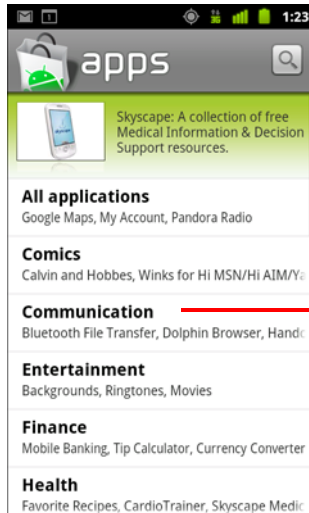 1:23
apps
Skyscape: A collection of free
Medical Information & Decision
Support resources.
All applications
Google Maps, My Account, Pandora Radio
Comics
Calvin and Hobbes, Winks for Hi MSN/Hi AIM/Ya
Communication
Bluetooth File Transfer, Dolphin Browser, Handc
Entertainment
Backgrounds, Ringtones, Movies
Finance
Mobile Banking, Tip Calculator, Currency Converter
Health
Favorite Recipes, CardioTrainer, Skyscape Medic